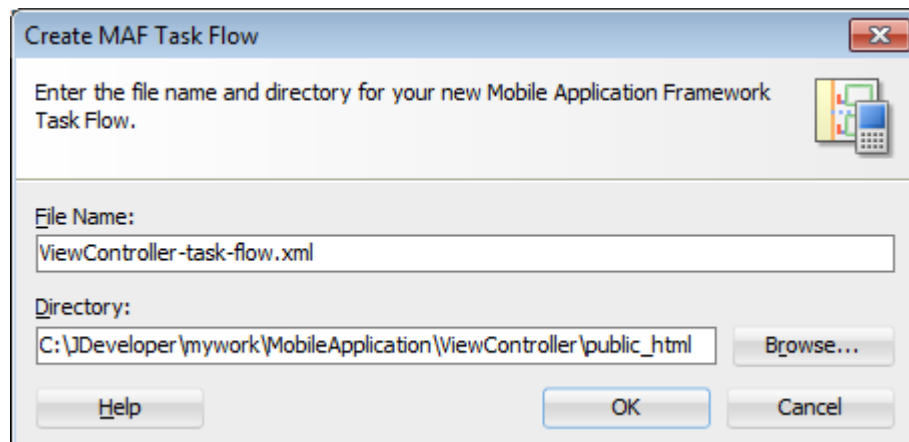 Create MAF Task Flow
Enter the file name and directory for your new Mobile Application Framework
Task Flow.
File Name:
ViewController-task-flow.xml
Directory:
C:\JDeveloper\mywork\MobileApplication\ViewController\public_html
Browse...
Help
OK
Cancel